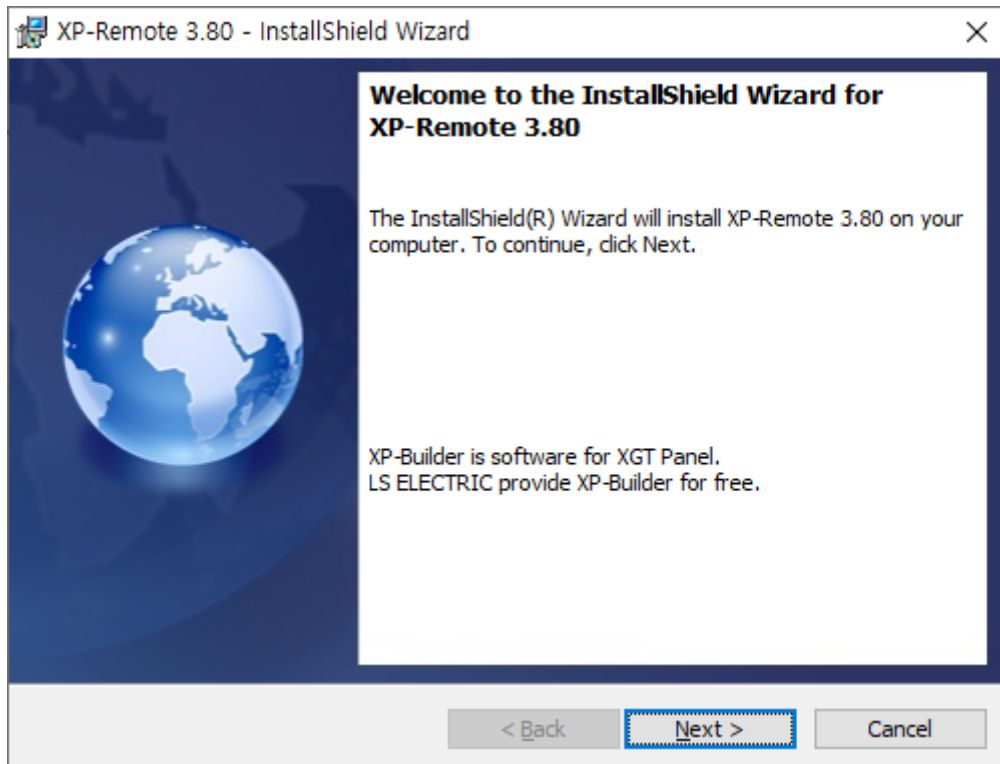 XP-Remote 3.80 - InstallShield Wizard
Welcome to the InstallShield Wizard for
XP-Remote 3.80
The InstallShield(R) Wizard will install XP-Remote 3.80 on your
computer. To continue, click Next.
XP-Builder is software for XGT Panel.
LS ELECTRIC provide XP-Builder for free.
< Back
Next >
Cancel